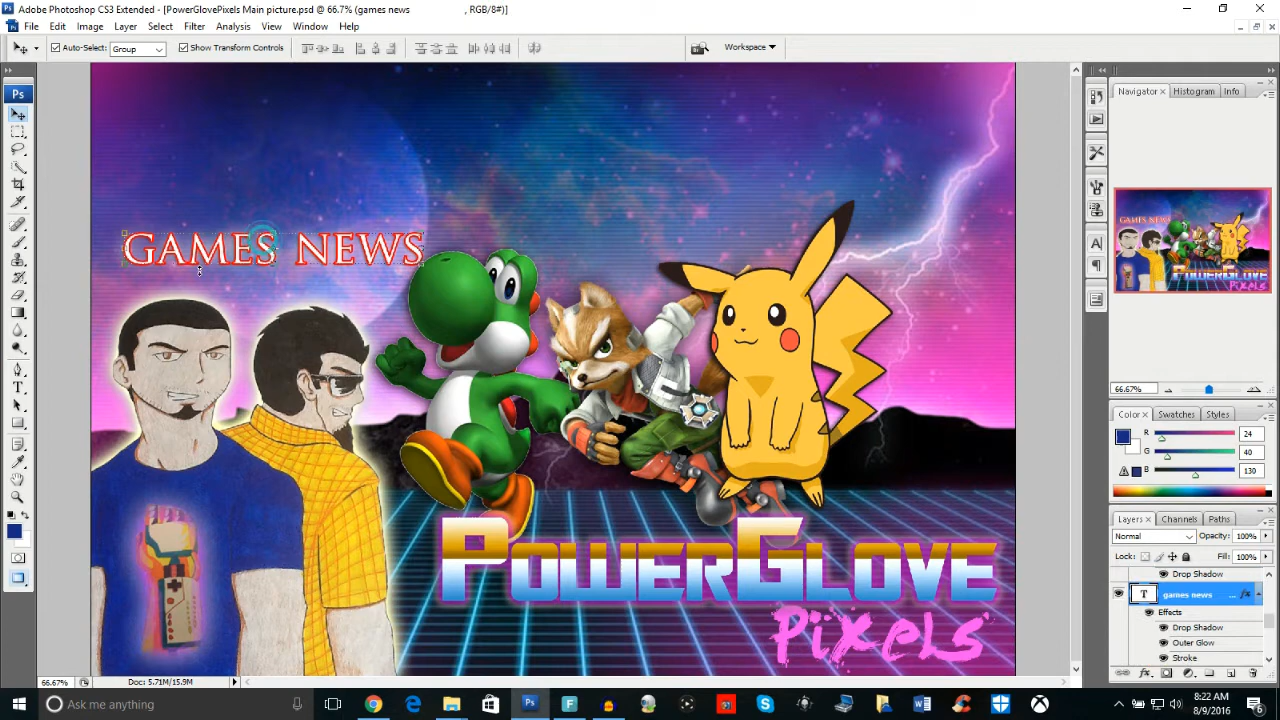 Adobe Photoshop CS3 Extended - [PowerGlovePixels Main picture.psd @ 66.7% (games news                    , RGB/8#)]
File Edit Image Layer Select Filter Analysis View Window Help
Auto-Select: Group Show Transform Controls Workspace
Ps
Navigator Histogram Info
GAMES NEWS
66.67%
Color Swatches Styles
R 24
G 40
B 130
Layers Channels Paths
Normal Opacity: 100%
Lock: Fill: 100%
Drop Shadow
T games news ... fx
Effects
Drop Shadow
Outer Glow
Stroke
PowerGlove
Pixels
66.67% Doc: 5.71M/15.9M
Ask me anything
8:22 AM
8/9/2016
6